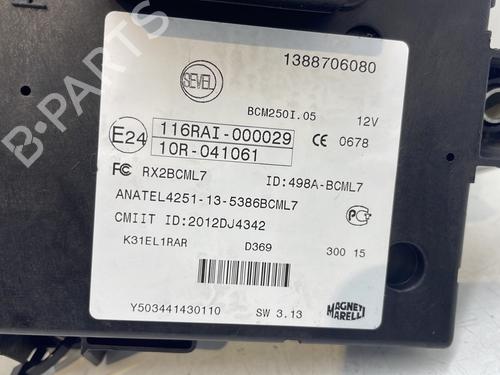 SEVEL
1388706080
BCM250I.05 12V
E24 116RAI-000029 CE 0678
10R-041061
FC RX2BCML7 ID:498A-BCML7
ANATEL4251-13-5386BCML7
CMIIT ID:2012DJ4342
K31EL1RAR D369 300 15
Y503441430110 SW 3.13 MAGNETI
MARELLI